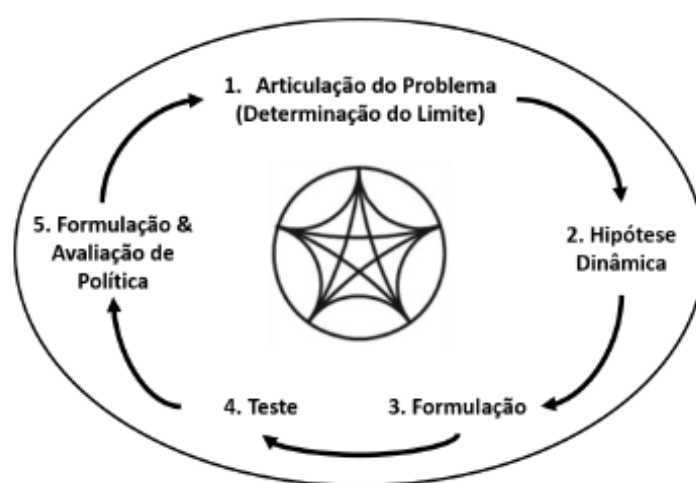 1. Articulação do Problema
(Determinação do Limite)
2. Hipótese
Dinâmica
3. Formulação
4. Teste
5. Formulação &
Avaliação de
Política